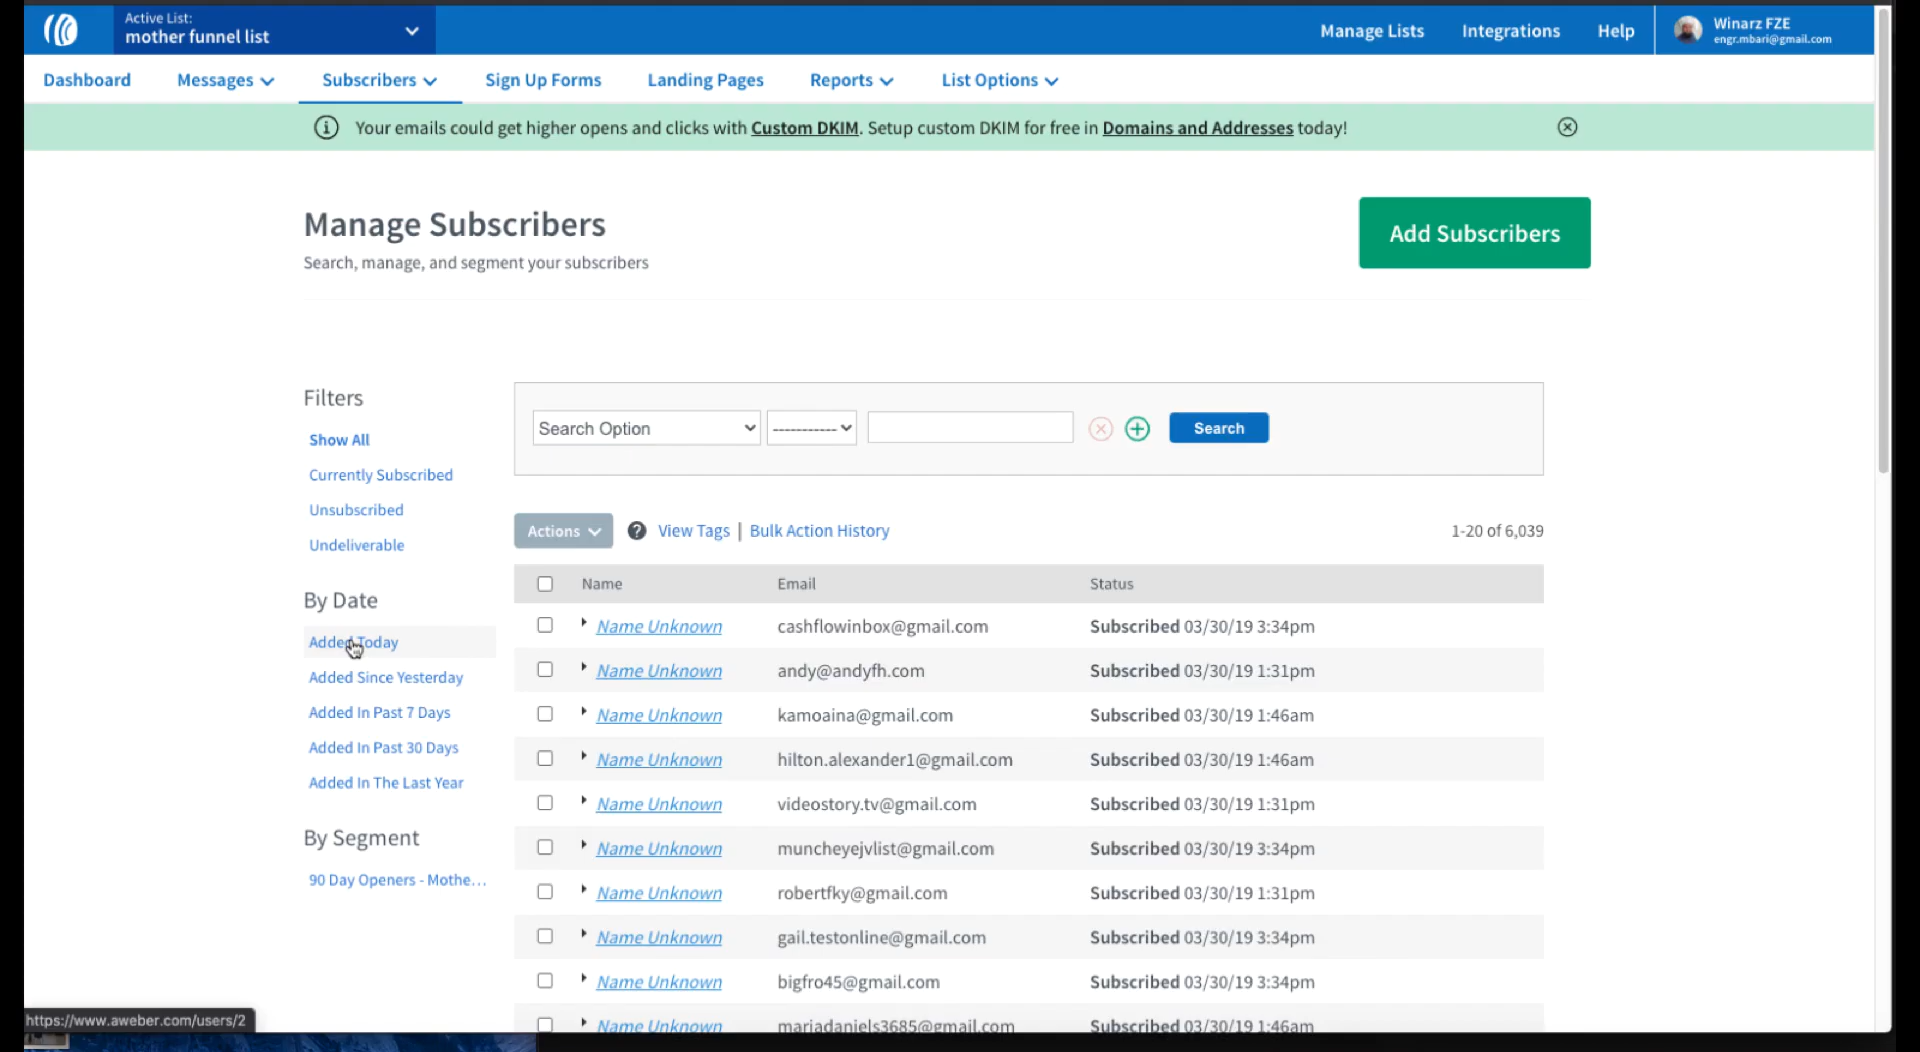 Active List:
mother funnel list
Manage Lists
Integrations
Help
Winarz FZE
engr.mbari@gmail.com
Dashboard
Messages
Subscribers
Sign Up Forms
Landing Pages
Reports
List Options
Your emails could get higher opens and clicks with Custom DKIM. Setup custom DKIM for free in Domains and Addresses today!
Manage Subscribers
Search, manage, and segment your subscribers
Add Subscribers
Filters
Show All
Currently Subscribed
Unsubscribed
Undeliverable
By Date
Added Today
Added Since Yesterday
Added In Past 7 Days
Added In Past 30 Days
Added In The Last Year
By Segment
90 Day Openers - Mothe...
Search Option
-----------
Search
Actions
? View Tags | Bulk Action History
1-20 of 6,039
Name Email Status
Name Unknown cashflowinbox@gmail.com Subscribed 03/30/19 3:34pm
Name Unknown andy@andyfh.com Subscribed 03/30/19 1:31pm
Name Unknown kamoaina@gmail.com Subscribed 03/30/19 1:46am
Name Unknown hilton.alexander1@gmail.com Subscribed 03/30/19 1:46am
Name Unknown videostory.tv@gmail.com Subscribed 03/30/19 1:31pm
Name Unknown muncheyejvlist@gmail.com Subscribed 03/30/19 3:34pm
Name Unknown robertfky@gmail.com Subscribed 03/30/19 1:31pm
Name Unknown gail.testonline@gmail.com Subscribed 03/30/19 3:34pm
Name Unknown bigfro45@gmail.com Subscribed 03/30/19 3:34pm
Name Unknown mariadaniels3685@gmail.com Subscribed 03/30/19 1:46am
https://www.aweber.com/users/2